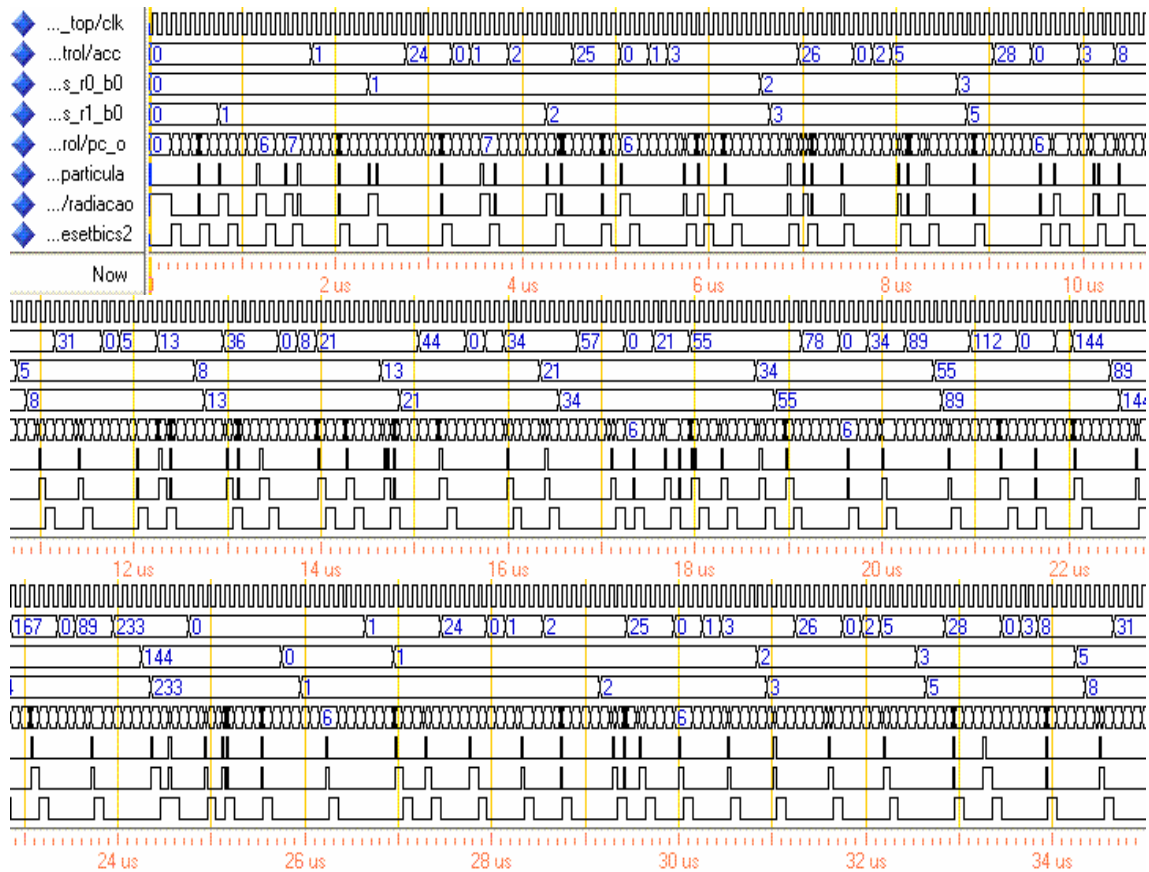 ..._top/clk
...trol/acc 0 1 24 0 1 2 25 0 1 3 26 0 2 5 28 0 3 8
...s_r0_b0 0 1 2 3
...s_r1_b0 0 1 2 3 5
...rol/pc_o 0 6 7 7 6 6
...particula
.../radiacao
...esetbics2
Now 2 us 4 us 6 us 8 us 10 us
31 0 5 13 36 0 8 21 44 0 34 57 0 21 55 78 0 34 89 112 0 144
5 8 13 21 34 55 89
8 13 21 34 55 89 144
6 6
12 us 14 us 16 us 18 us 20 us 22 us
167 0 89 233 0 1 24 0 1 2 25 0 1 3 26 0 2 5 28 0 3 8 31
144 0 1 2 3 5
233 1 2 3 5 8
6 6
24 us 26 us 28 us 30 us 32 us 34 us